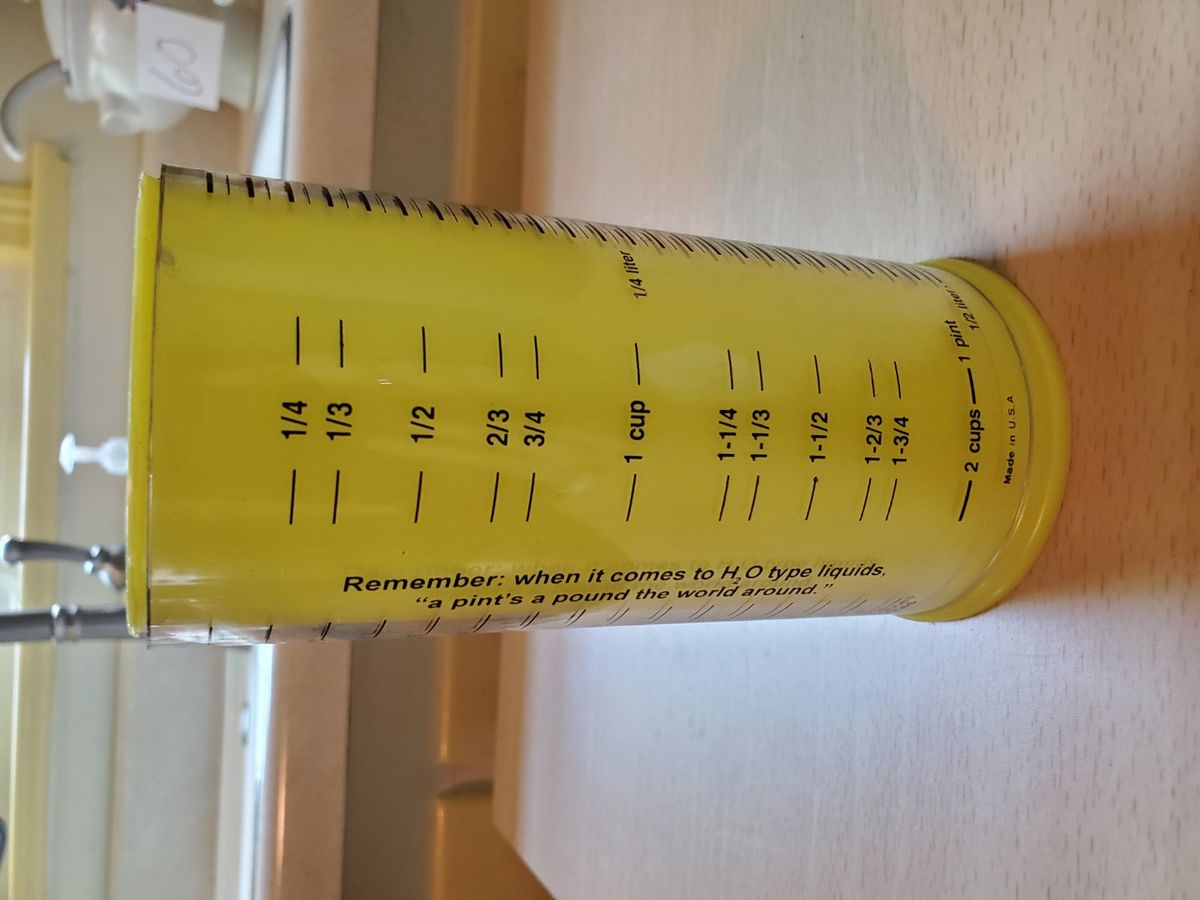 60
1/4
1/3
1/2
2/3
3/4
1 cup
1/4 liter
1-1/4
1-1/3
1-1/2
1-2/3
1-3/4
2 cups
1 pint
1/2 liter
Made in U.S.A
Remember: when it comes to H₂O type liquids,
“a pint's a pound the world around.”